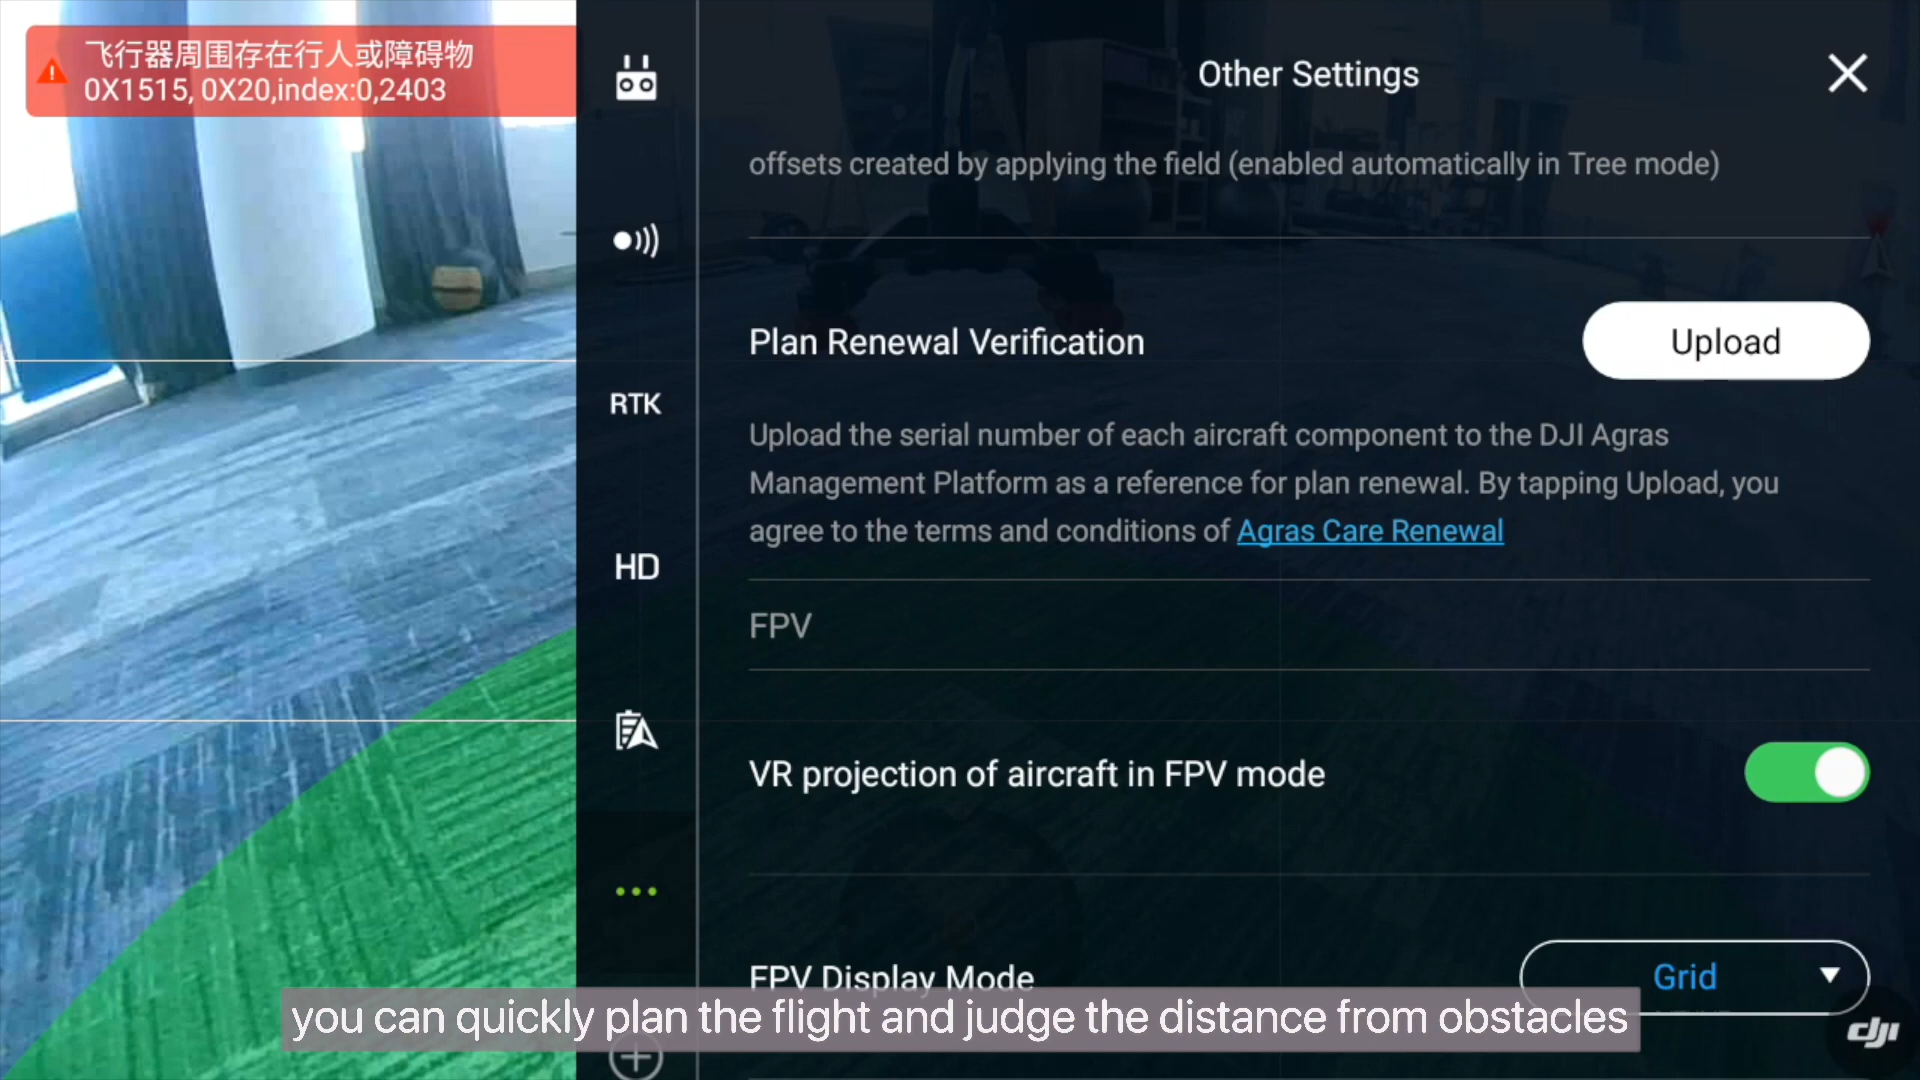 飞行器周围存在行人或障碍物
0X1515, 0X20,index:0,2403
Other Settings
offsets created by applying the field (enabled automatically in Tree mode)
RTK
Plan Renewal Verification
Upload
Upload the serial number of each aircraft component to the DJI Agras
Management Platform as a reference for plan renewal. By tapping Upload, you
agree to the terms and conditions of Agras Care Renewal
HD
FPV
VR projection of aircraft in FPV mode
FPV Display Mode
Grid
you can quickly plan the flight and judge the distance from obstacles
dji